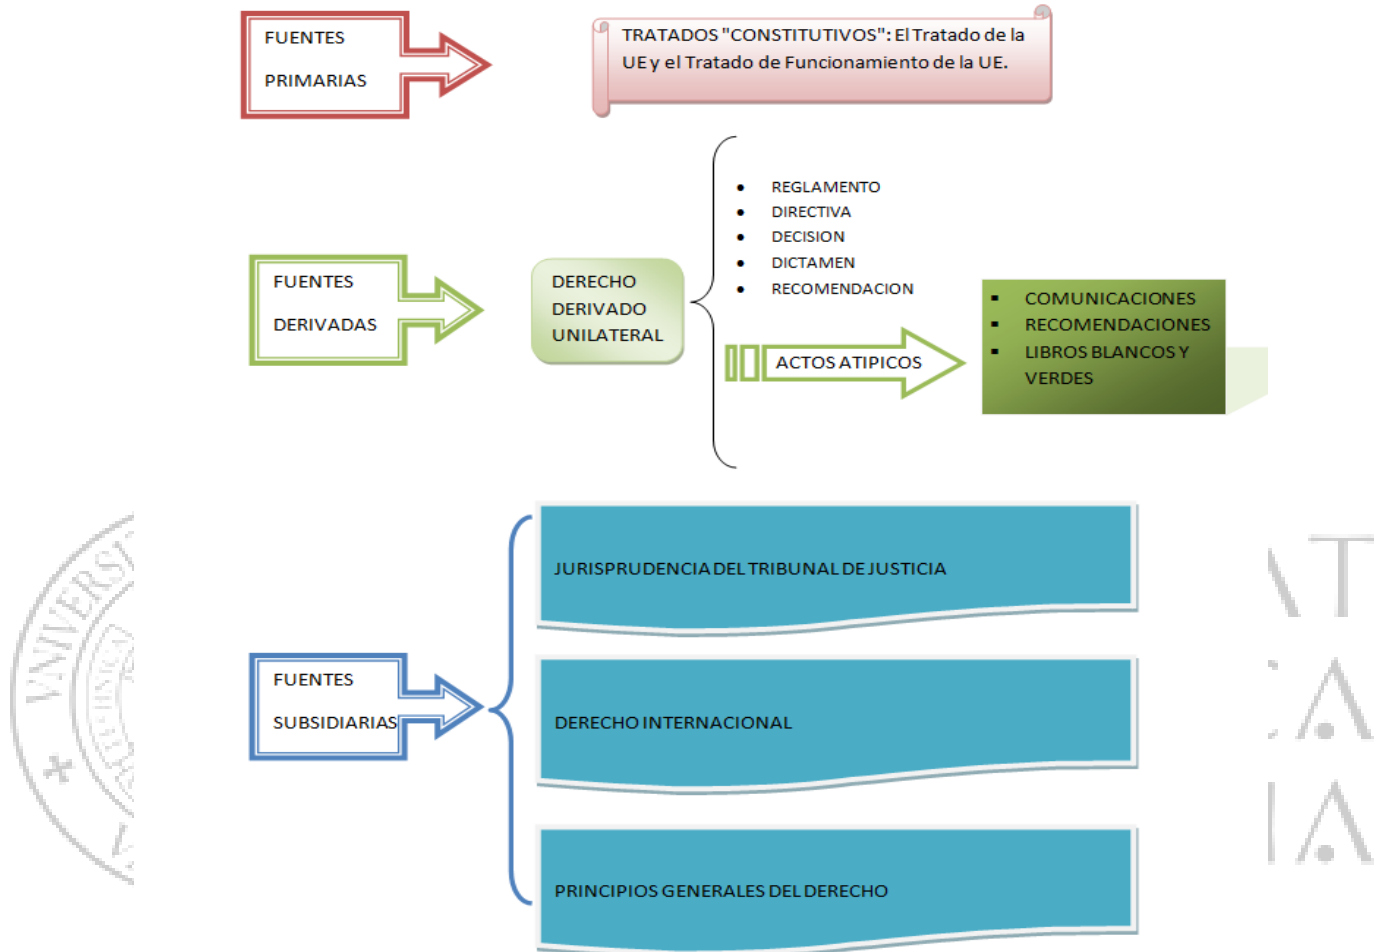 FUENTES
PRIMARIAS
TRATADOS "CONSTITUTIVOS": El Tratado de la
UE y el Tratado de Funcionamiento de la UE.
FUENTES
DERIVADAS
DERECHO
DERIVADO
UNILATERAL
• REGLAMENTO
• DIRECTIVA
• DECISION
• DICTAMEN
• RECOMENDACION
ACTOS ATIPICOS
▪ COMUNICACIONES
▪ RECOMENDACIONES
▪ LIBROS BLANCOS Y
VERDES
FUENTES
SUBSIDIARIAS
JURISPRUDENCIA DEL TRIBUNAL DE JUSTICIA
DERECHO INTERNACIONAL
PRINCIPIOS GENERALES DEL DERECHO